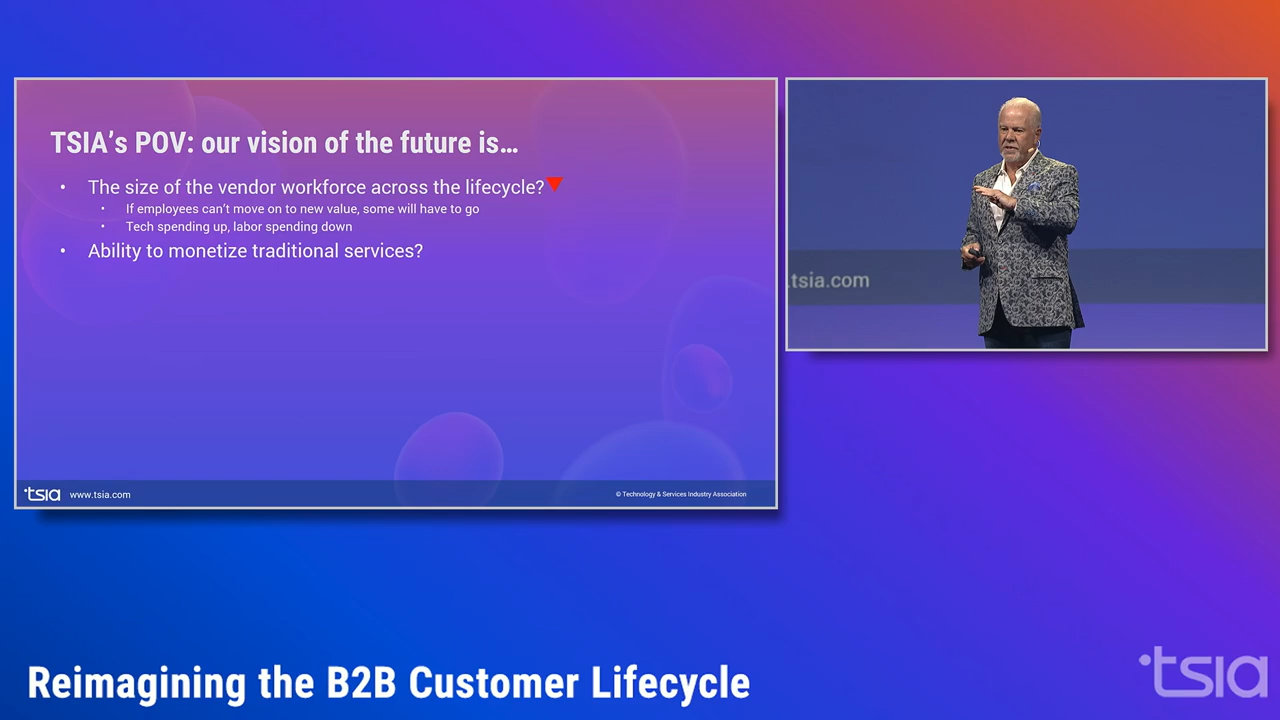 TSIA's POV: our vision of the future is…
• The size of the vendor workforce across the lifecycle?
• If employees can't move on to new value, some will have to go
• Tech spending up, labor spending down
• Ability to monetize traditional services?
tsia www.tsia.com
© Technology & Services Industry Association
.tsia.com
Reimagining the B2B Customer Lifecycle
tsia